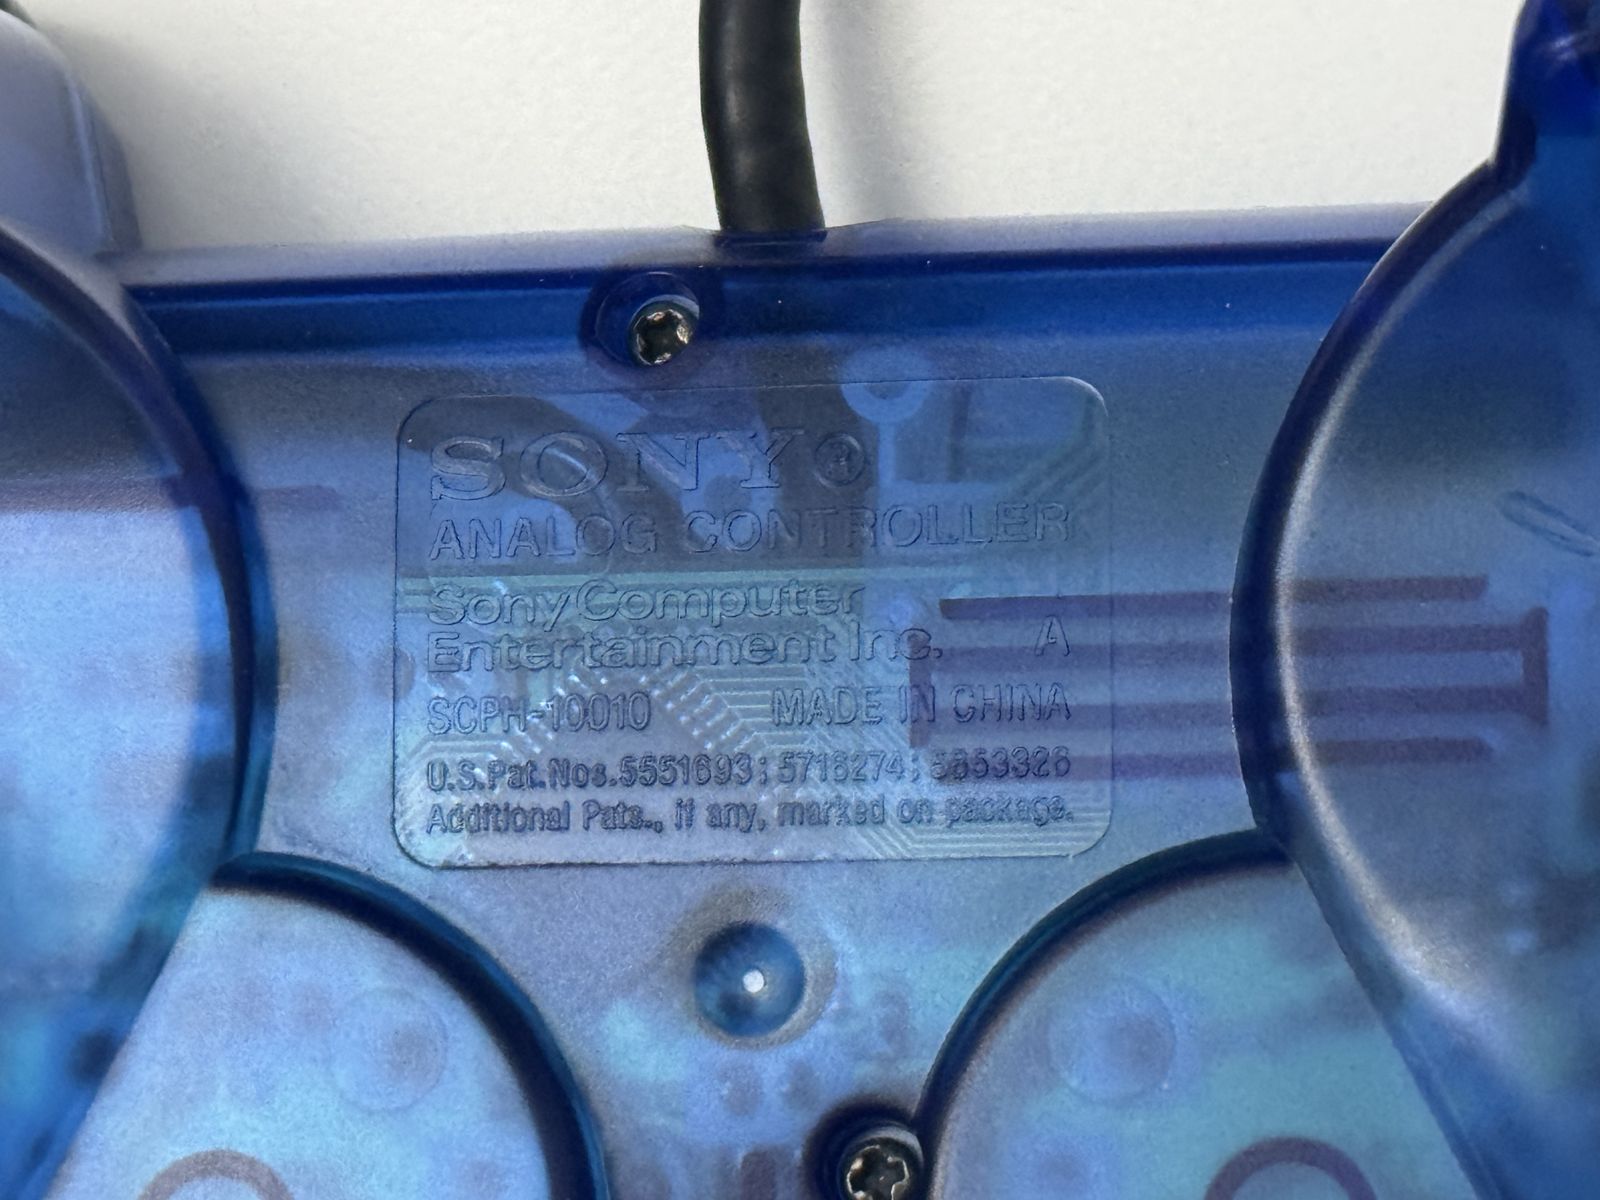 SONY®
ANALOG CONTROLLER
Sony Computer
Entertainment Inc. A
SCPH-10010 MADE IN CHINA
U.S.Pat.Nos.5551693; 5716274; 5853326
Additional Pats., if any, marked on package.